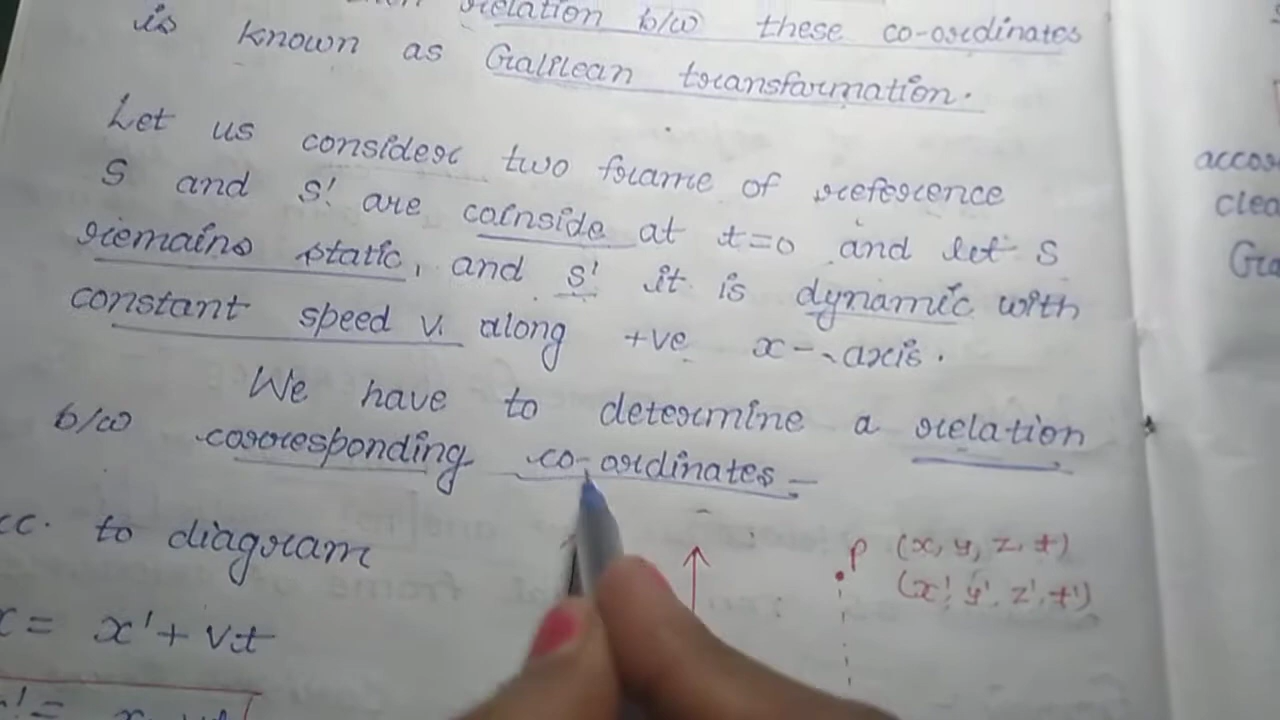 relation b/w these co-ordinates
is known as Galilean transformation.
Let us consider two frame of reference
S and S' are coinside at t=0 and let S
remains static, and S' it is dynamic with
constant speed v. along +ve x-axis.
We have to determine a relation
b/w corresponding co-ordinates-
to diagram
P (x, y, z, t)
(x', y', z', t')
= x' + vt